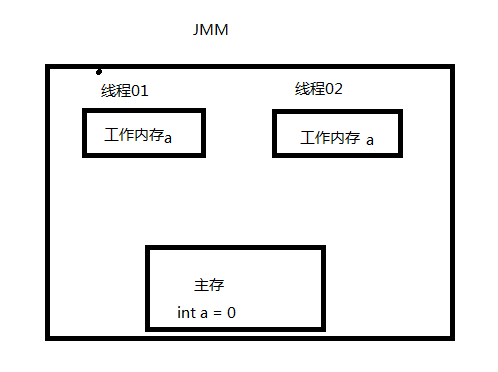 JMM
线程01
线程02
工作内存a
工作内存 a
主存
int a = 0